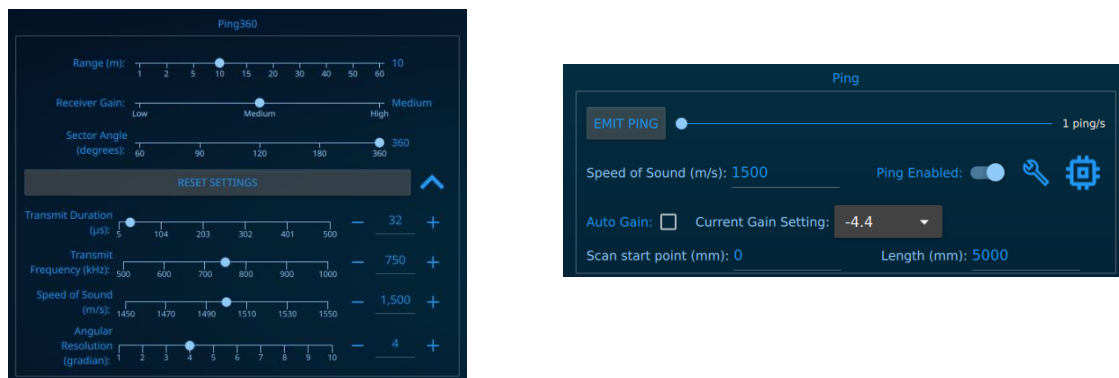 Ping360
Range (m):
10
1 2 5 10 15 20 30 40 50 60
Receiver Gain:
Medium
Low Medium High
Sector Angle
(degrees):
360
60 90 120 180 360
RESET SETTINGS
Transmit Duration
(µs):
5 104 203 302 401 500
− 32 +
Transmit
Frequency (kHz):
500 600 700 800 900 1000
− 750 +
Speed of Sound
(m/s):
1450 1470 1490 1510 1530 1550
− 1,500 +
Angular
Resolution
(gradian):
1 2 3 4 5 6 7 8 9 10
− 4 +
Ping
EMIT PING
1 ping/s
Speed of Sound (m/s): 1500
Ping Enabled:
Auto Gain:
Current Gain Setting: -4.4
Scan start point (mm): 0
Length (mm): 5000